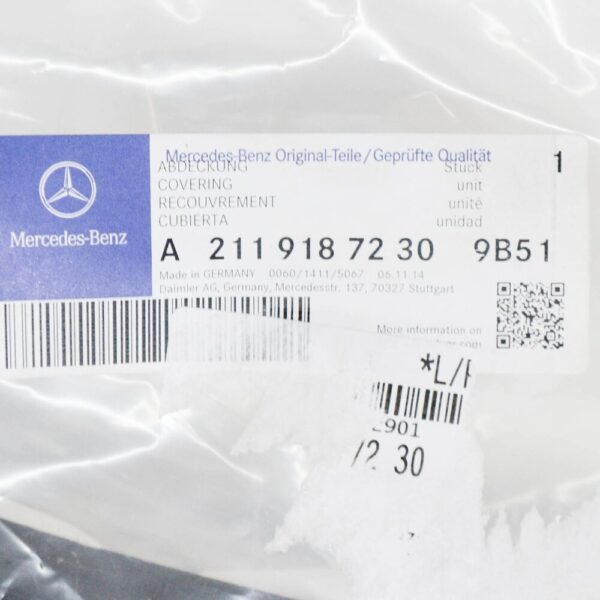 Mercedes-Benz Original-Teile/Geprüfte Qualität
1
ABDECKUNG Stück
COVERING unit
RECOUVREMENT unité
CUBIERTA unidad
Mercedes-Benz
A 211 918 72 30 9B51
Made in GERMANY 0060/1411/5067 06.11.14
Daimler AG, Germany, Mercedesstr. 137, 70327 Stuttgart
More information on
*L/
901
30